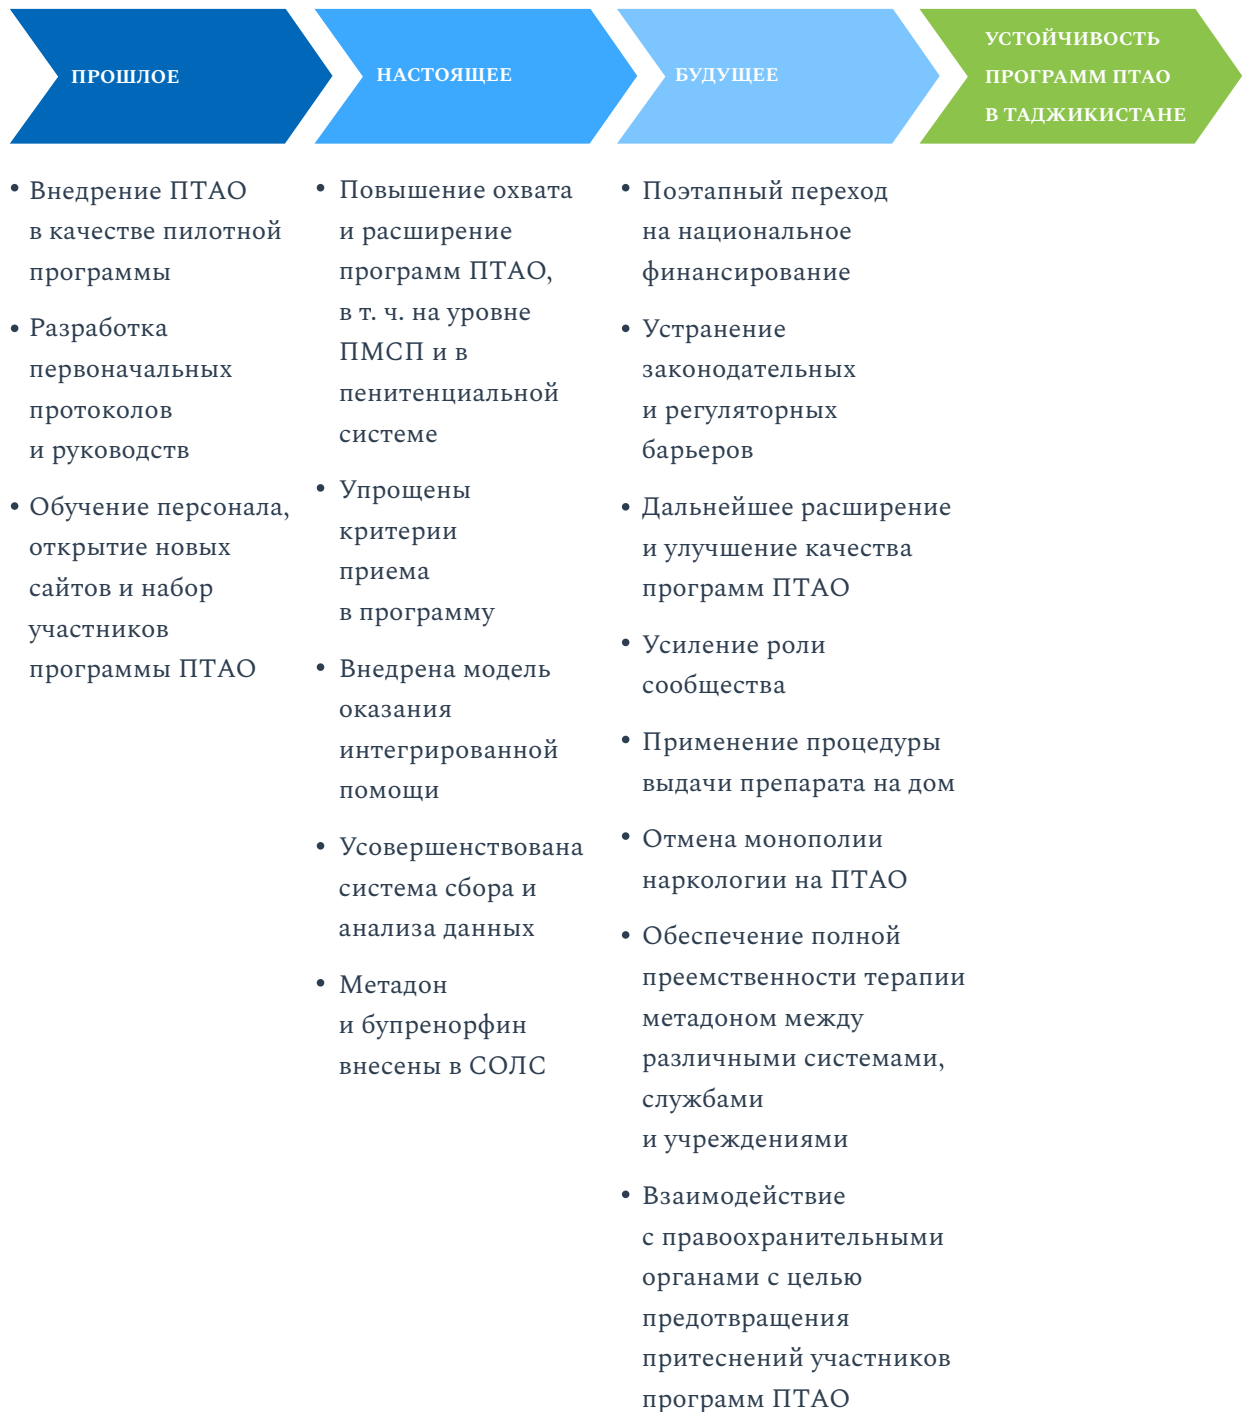 ПРОШЛОЕ
НАСТОЯЩЕЕ
БУДУЩЕЕ
УСТОЙЧИВОСТЬ
ПРОГРАММ ПТАО
В ТАДЖИКИСТАНЕ
• Внедрение ПТАО
в качестве пилотной
программы
• Разработка
первоначальных
протоколов
и руководств
• Обучение персонала,
открытие новых
сайтов и набор
участников
программы ПТАО
• Повышение охвата
и расширение
программ ПТАО,
в т. ч. на уровне
ПМСП и в
пенитенциальной
системе
• Упрощены
критерии
приема
в программу
• Внедрена модель
оказания
интегрированной
помощи
• Усовершенствована
система сбора и
анализа данных
• Метадон
и бупренорфин
внесены в СОЛС
• Поэтапный переход
на национальное
финансирование
• Устранение
законодательных
и регуляторных
барьеров
• Дальнейшее расширение
и улучшение качества
программ ПТАО
• Усиление роли
сообщества
• Применение процедуры
выдачи препарата на дом
• Отмена монополии
наркологии на ПТАО
• Обеспечение полной
преемственности терапии
метадоном между
различными системами,
службами
и учреждениями
• Взаимодействие
с правоохранительными
органами с целью
предотвращения
притеснений участников
программ ПТАО